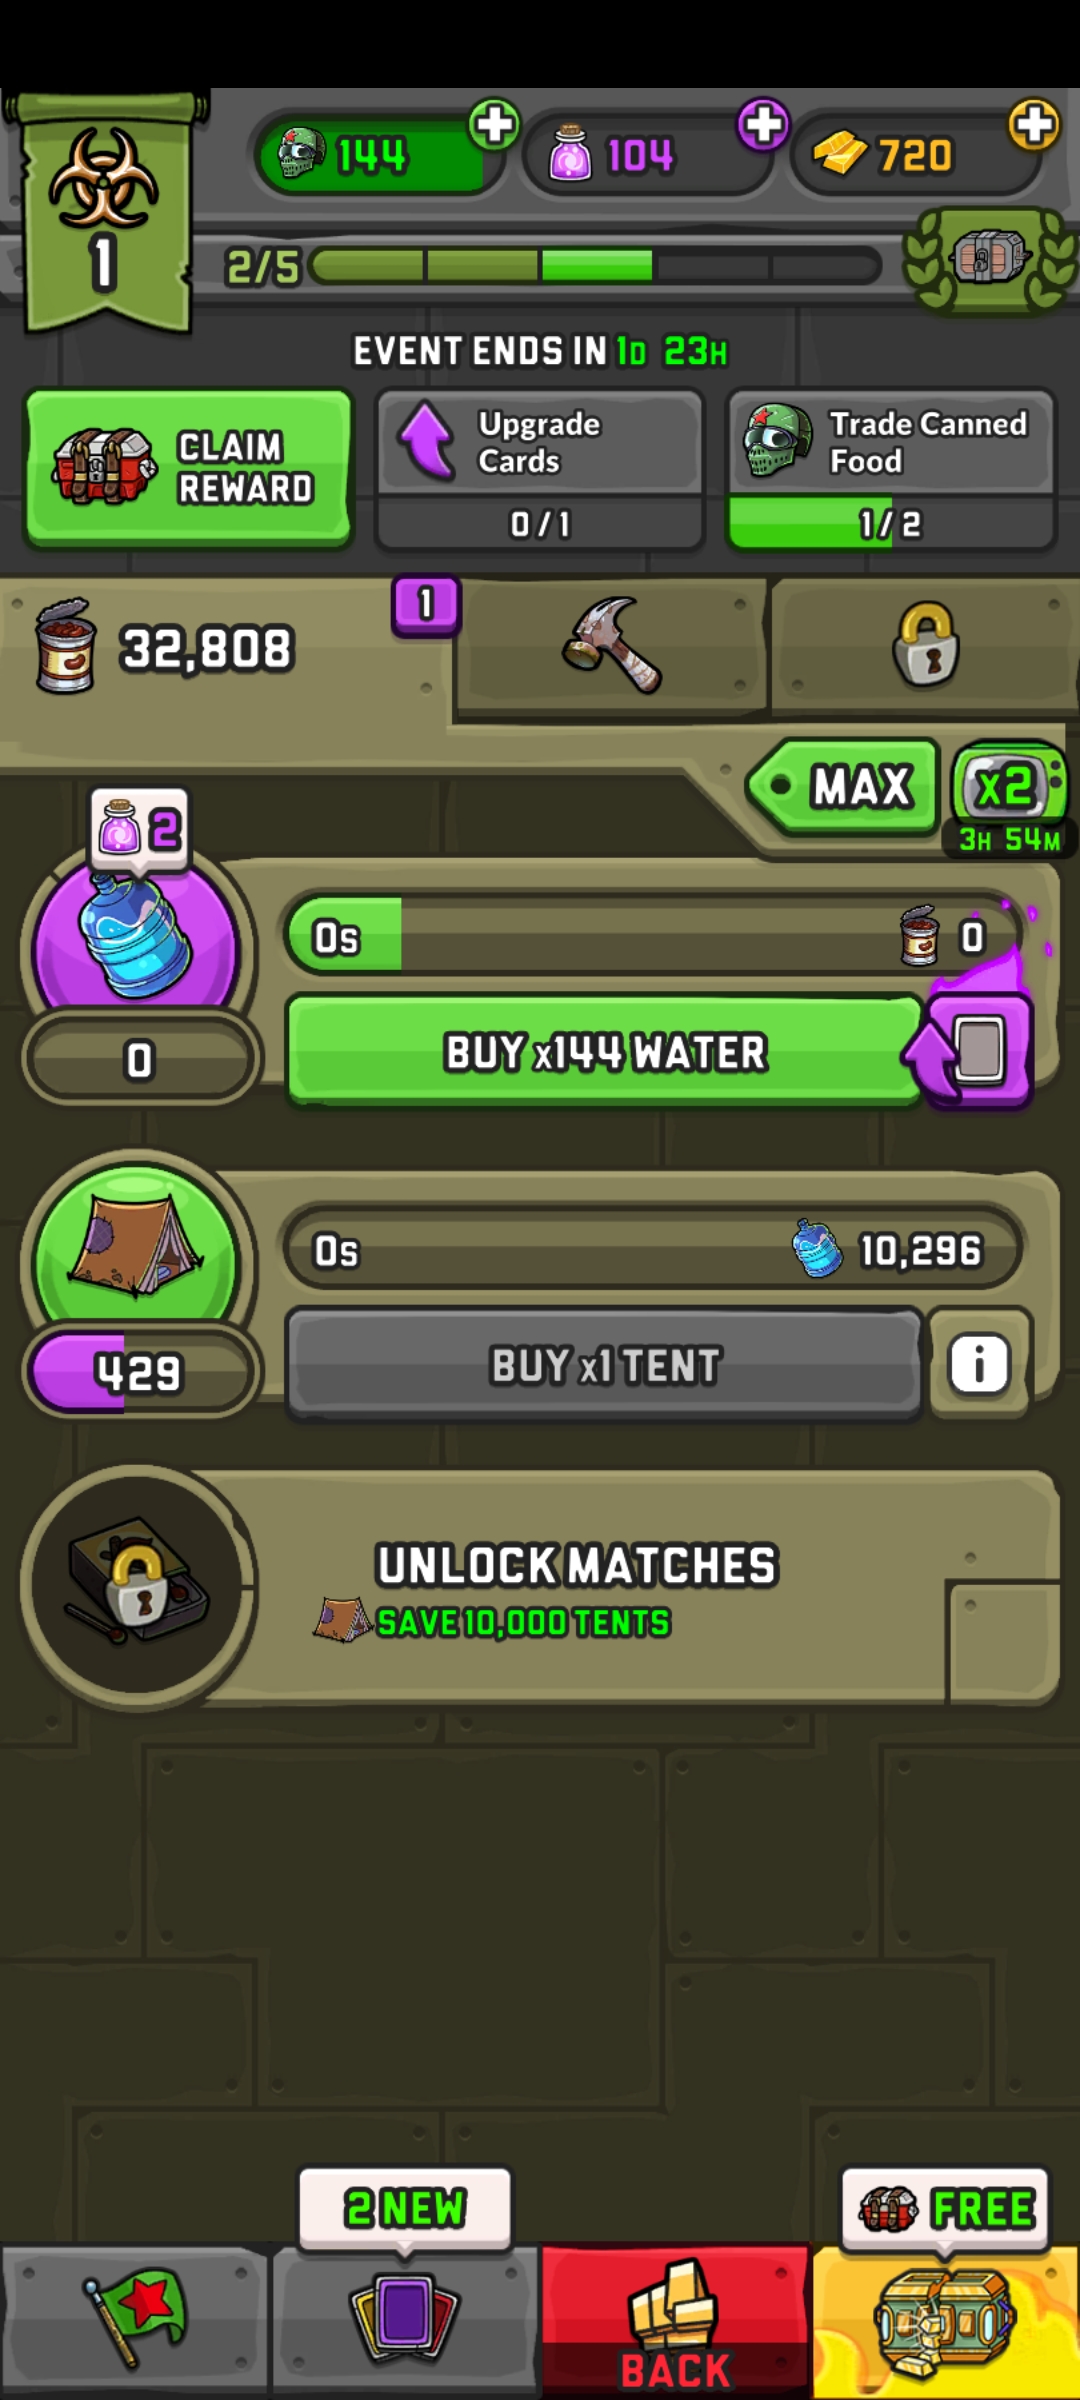 144
104
720
1
2/5
EVENT ENDS IN 1D 23H
CLAIM
REWARD
Upgrade
Cards
0 / 1
Trade Canned
Food
1 / 2
32,808
1
MAX
x2
3H 54M
2
0s
0
0
BUY x144 WATER
0s
10,296
429
BUY x1 TENT
i
UNLOCK MATCHES
SAVE 10,000 TENTS
2 NEW
FREE
BACK